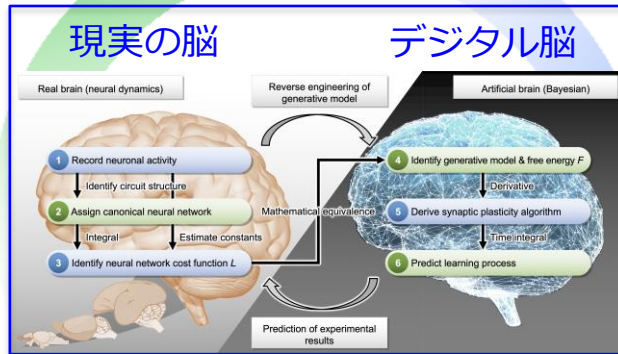 現実の脳
デジタル脳
Real brain (neural dynamics)
Reverse engineering of
generative model
Artificial brain (Bayesian)
1 Record neuronal activity
Identify circuit structure
2 Assign canonical neural network
Integral
Estimate constants
3 Identify neural network cost function L
Mathematical equivalence
4 Identify generative model & free energy F
Derivative
5 Derive synaptic plasticity algorithm
Time integral
6 Predict learning process
Prediction of experimental
results